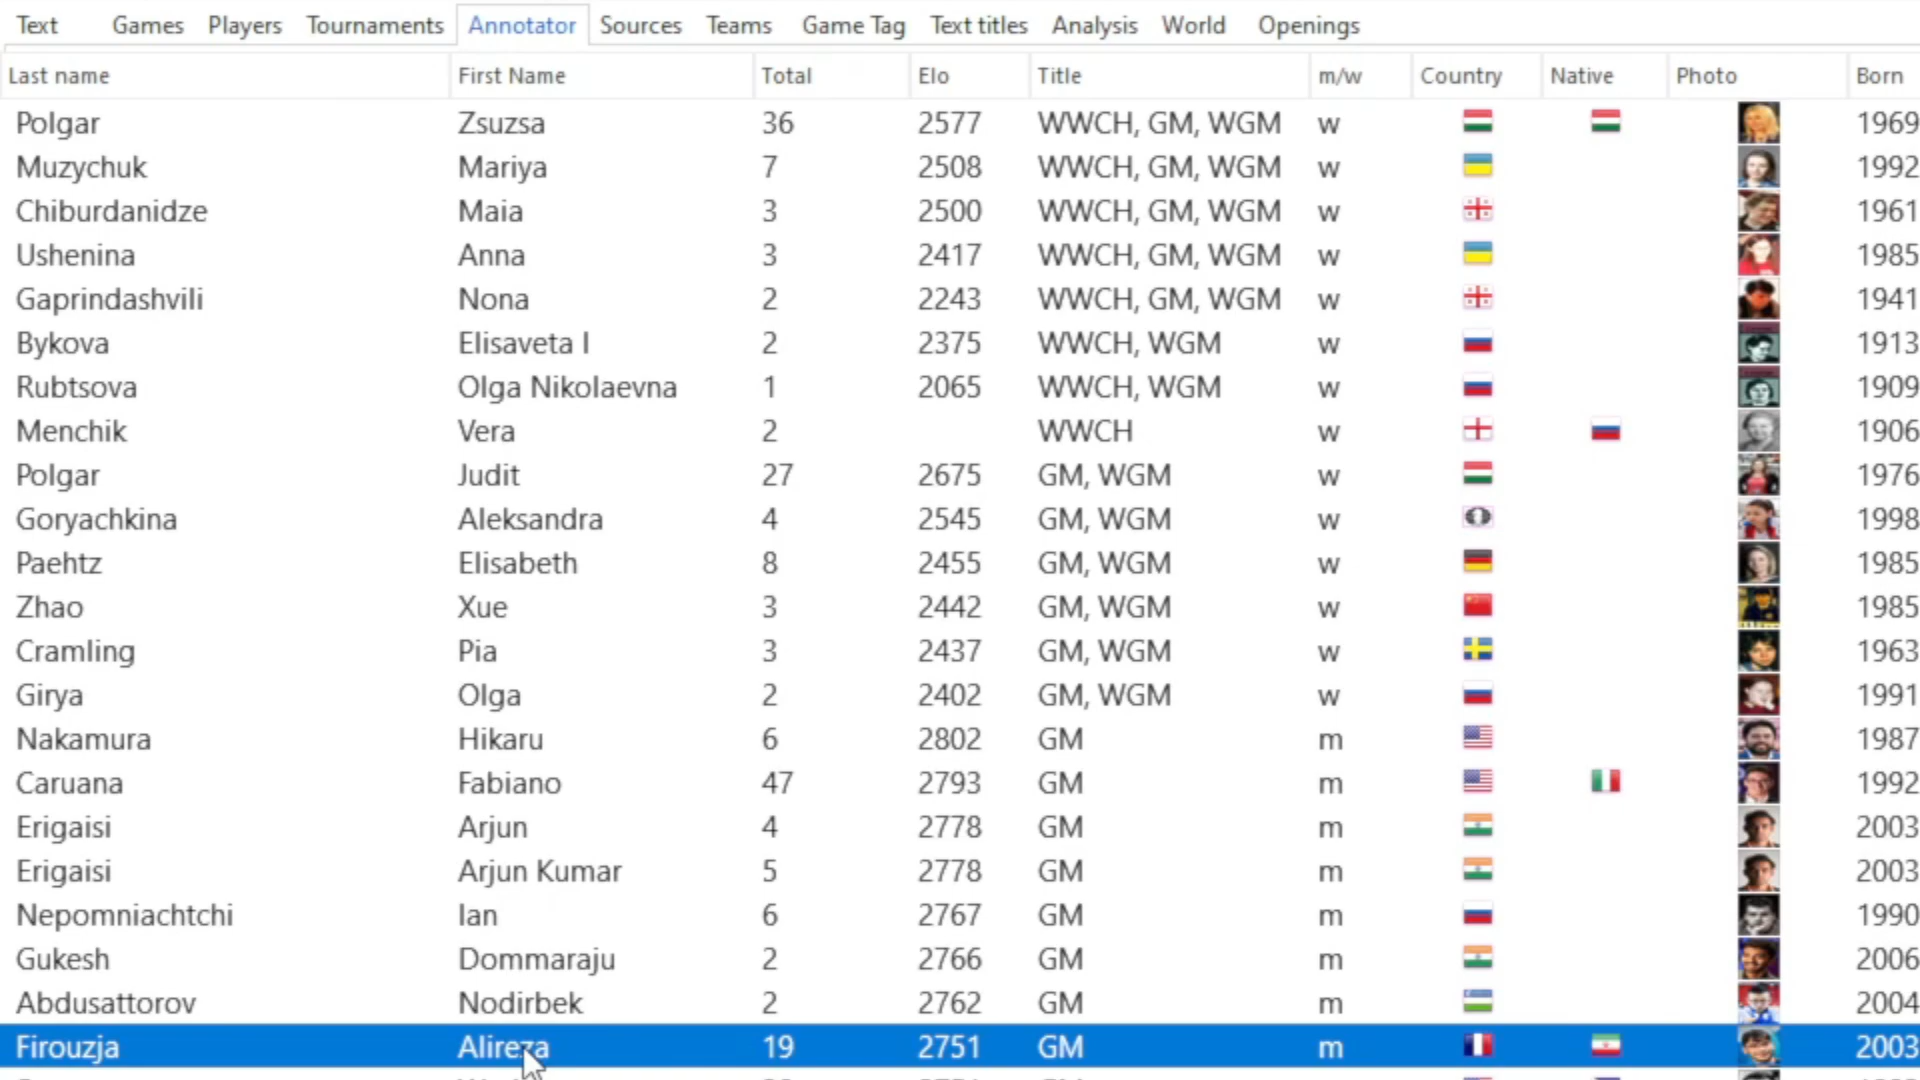 Text Games Players Tournaments Annotator Sources Teams Game Tag Text titles Analysis World Openings
Last name First Name Total Elo Title m/w Country Native Photo Born
Polgar Zsuzsa 36 2577 WWCH, GM, WGM w 1969
Muzychuk Mariya 7 2508 WWCH, GM, WGM w 1992
Chiburdanidze Maia 3 2500 WWCH, GM, WGM w 1961
Ushenina Anna 3 2417 WWCH, GM, WGM w 1985
Gaprindashvili Nona 2 2243 WWCH, GM, WGM w 1941
Bykova Elisaveta I 2 2375 WWCH, WGM w 1913
Rubtsova Olga Nikolaevna 1 2065 WWCH, WGM w 1909
Menchik Vera 2 WWCH w 1906
Polgar Judit 27 2675 GM, WGM w 1976
Goryachkina Aleksandra 4 2545 GM, WGM w 1998
Paehtz Elisabeth 8 2455 GM, WGM w 1985
Zhao Xue 3 2442 GM, WGM w 1985
Cramling Pia 3 2437 GM, WGM w 1963
Girya Olga 2 2402 GM, WGM w 1991
Nakamura Hikaru 6 2802 GM m 1987
Caruana Fabiano 47 2793 GM m 1992
Erigaisi Arjun 4 2778 GM m 2003
Erigaisi Arjun Kumar 5 2778 GM m 2003
Nepomniachtchi Ian 6 2767 GM m 1990
Gukesh Dommaraju 2 2766 GM m 2006
Abdusattorov Nodirbek 2 2762 GM m 2004
Firouzja Alireza 19 2751 GM m 2003